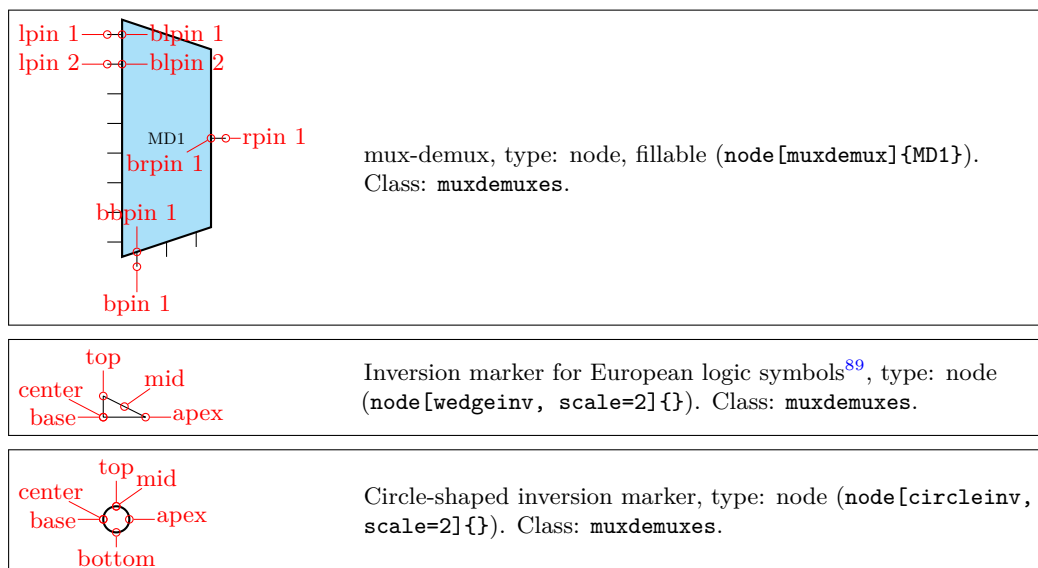 lpin 1 blpin 1
lpin 2 blpin 2
MD1 rpin 1
brpin 1
bbpin 1
bpin 1
mux-demux, type: node, fillable (node[muxdemux]{MD1}).
Class: muxdemuxes.
top
center mid
base apex
Inversion marker for European logic symbols89, type: node
(node[wedgeinv, scale=2]{}). Class: muxdemuxes.
top
mid
center
base apex
bottom
Circle-shaped inversion marker, type: node (node[circleinv,
scale=2]{}). Class: muxdemuxes.